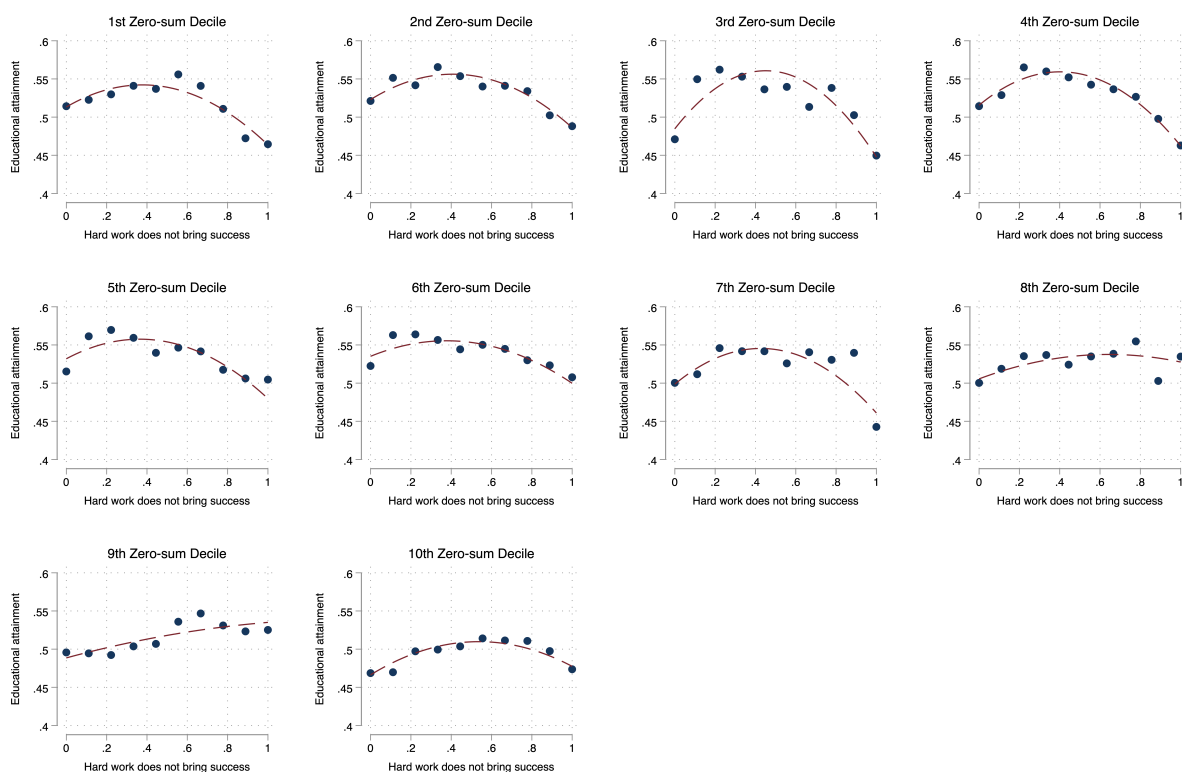 1st Zero-sum Decile
Educational attainment
.6
.55
.5
.45
.4
0 .2 .4 .6 .8 1
Hard work does not bring success
2nd Zero-sum Decile
Educational attainment
.6
.55
.5
.45
.4
0 .2 .4 .6 .8 1
Hard work does not bring success
3rd Zero-sum Decile
Educational attainment
.6
.55
.5
.45
.4
0 .2 .4 .6 .8 1
Hard work does not bring success
4th Zero-sum Decile
Educational attainment
.6
.55
.5
.45
.4
0 .2 .4 .6 .8 1
Hard work does not bring success
5th Zero-sum Decile
Educational attainment
.6
.55
.5
.45
.4
0 .2 .4 .6 .8 1
Hard work does not bring success
6th Zero-sum Decile
Educational attainment
.6
.55
.5
.45
.4
0 .2 .4 .6 .8 1
Hard work does not bring success
7th Zero-sum Decile
Educational attainment
.6
.55
.5
.45
.4
0 .2 .4 .6 .8 1
Hard work does not bring success
8th Zero-sum Decile
Educational attainment
.6
.55
.5
.45
.4
0 .2 .4 .6 .8 1
Hard work does not bring success
9th Zero-sum Decile
Educational attainment
.6
.55
.5
.45
.4
0 .2 .4 .6 .8 1
Hard work does not bring success
10th Zero-sum Decile
Educational attainment
.6
.55
.5
.45
.4
0 .2 .4 .6 .8 1
Hard work does not bring success